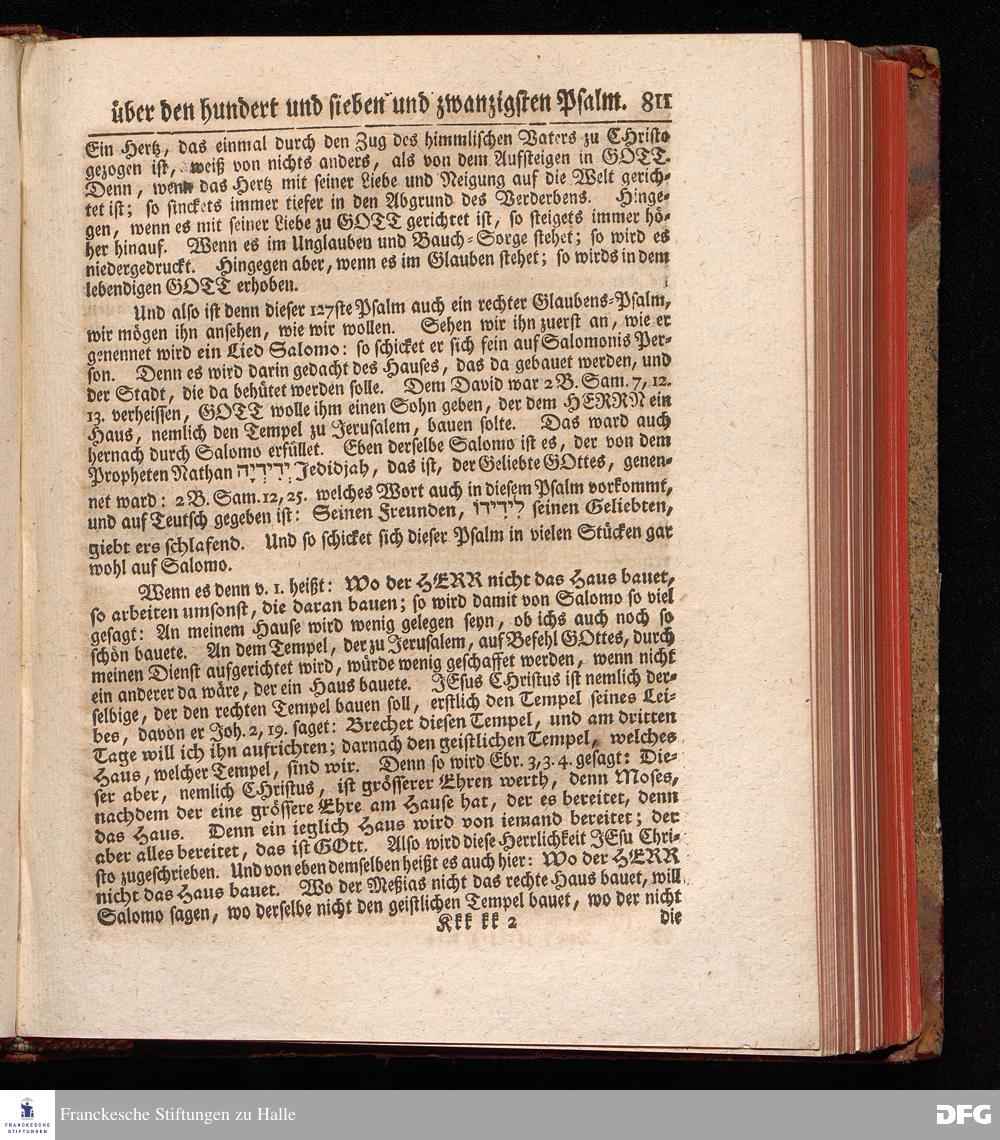 über den hundert und sieben und zwanzigsten Psalm. 811
Ein Hertz, das einmal durch den Zug des himmlischen Vaters zu CHristo
gezogen ist, weiß von nichts anders, als von dem Aufsteigen in GOTT.
Denn, wenn das Hertz mit seiner Liebe und Neigung auf die Welt gerich-
tet ist; so sinckets immer tiefer in den Abgrund des Verderbens. Hinge-
gen, wenn es mit seiner Liebe zu GOTT gerichtet ist, so steigets immer hö-
her hinauf. Wenn es im Unglauben und Bauch-Sorge stehet; so wird es
niedergedruckt. Hingegen aber, wenn es im Glauben stehet; so wirds in dem
lebendigen GOTT erhoben.
Und also ist denn dieser 127ste Psalm auch ein rechter Glaubens-Psalm,
wir mögen ihn ansehen, wie wir wollen. Sehen wir ihn zuerst an, wie er
genennet wird ein Lied Salomo: so schicket er sich fein auf Salomonis Per-
son. Denn es wird darin gedacht des Hauses, das da gebauet werden, und
der Stadt, die da behütet werden solle. Dem David war 2 B. Sam. 7, 12.
13. verheissen, GOTT wolle ihm einen Sohn geben, der dem HERRN ein
Haus, nemlich den Tempel zu Jerusalem, bauen solte. Das ward auch
hernach durch Salomo erfüllet. Eben derselbe Salomo ist es, der von dem
Propheten Nathan יְדִידְיָה Jedidjah, das ist, der Geliebte GOttes, genen-
net ward: 2 B. Sam. 12, 25. welches Wort auch in diesem Psalm vorkommt,
und auf Teutsch gegeben ist: Seinen Freunden, לידידו seinen Geliebten,
giebt ers schlafend. Und so schicket sich dieser Psalm in vielen Stücken gar
wohl auf Salomo.
Wenn es denn v. 1. heißt: Wo der HERR nicht das Haus bauet,
so arbeiten umsonst, die daran bauen; so wird damit von Salomo so viel
gesagt: An meinem Hause wird wenig gelegen seyn, ob ichs auch noch so
schön bauete. An dem Tempel, der zu Jerusalem, auf Befehl GOttes, durch
meinen Dienst aufgerichtet wird, würde wenig geschaffet werden, wenn nicht
ein anderer da wäre, der ein Haus bauete. JEsus CHristus ist nemlich der-
selbige, der den rechten Tempel bauen soll, erstlich den Tempel seines Lei-
bes, davon er Joh. 2, 19. saget: Brechet diesen Tempel, und am dritten
Tage will ich ihn aufrichten; darnach den geistlichen Tempel, welches
Haus, welcher Tempel, sind wir. Denn so wird Ebr. 3, 3. 4. gesagt: Die-
ser aber, nemlich CHristus, ist grösserer Ehren werth, denn Moses,
nachdem der eine grössere Ehre am Hause hat, der es bereitet, denn
das Haus. Denn ein ieglich Haus wird von iemand bereitet; der
aber alles bereitet, das ist GOtt. Also wird diese Herrlichkeit JEsu Chri-
sto zugeschrieben. Und von eben demselben heißt es auch hier: Wo der HERR
nicht das Haus bauet. Wo der Meßias nicht das rechte Haus bauet, will
Salomo sagen, wo derselbe nicht den geistlichen Tempel bauet, wo der nicht
Kkk kk 2 die
FRANCKESCHE
STIFTUNGEN
Franckesche Stiftungen zu Halle
DFG